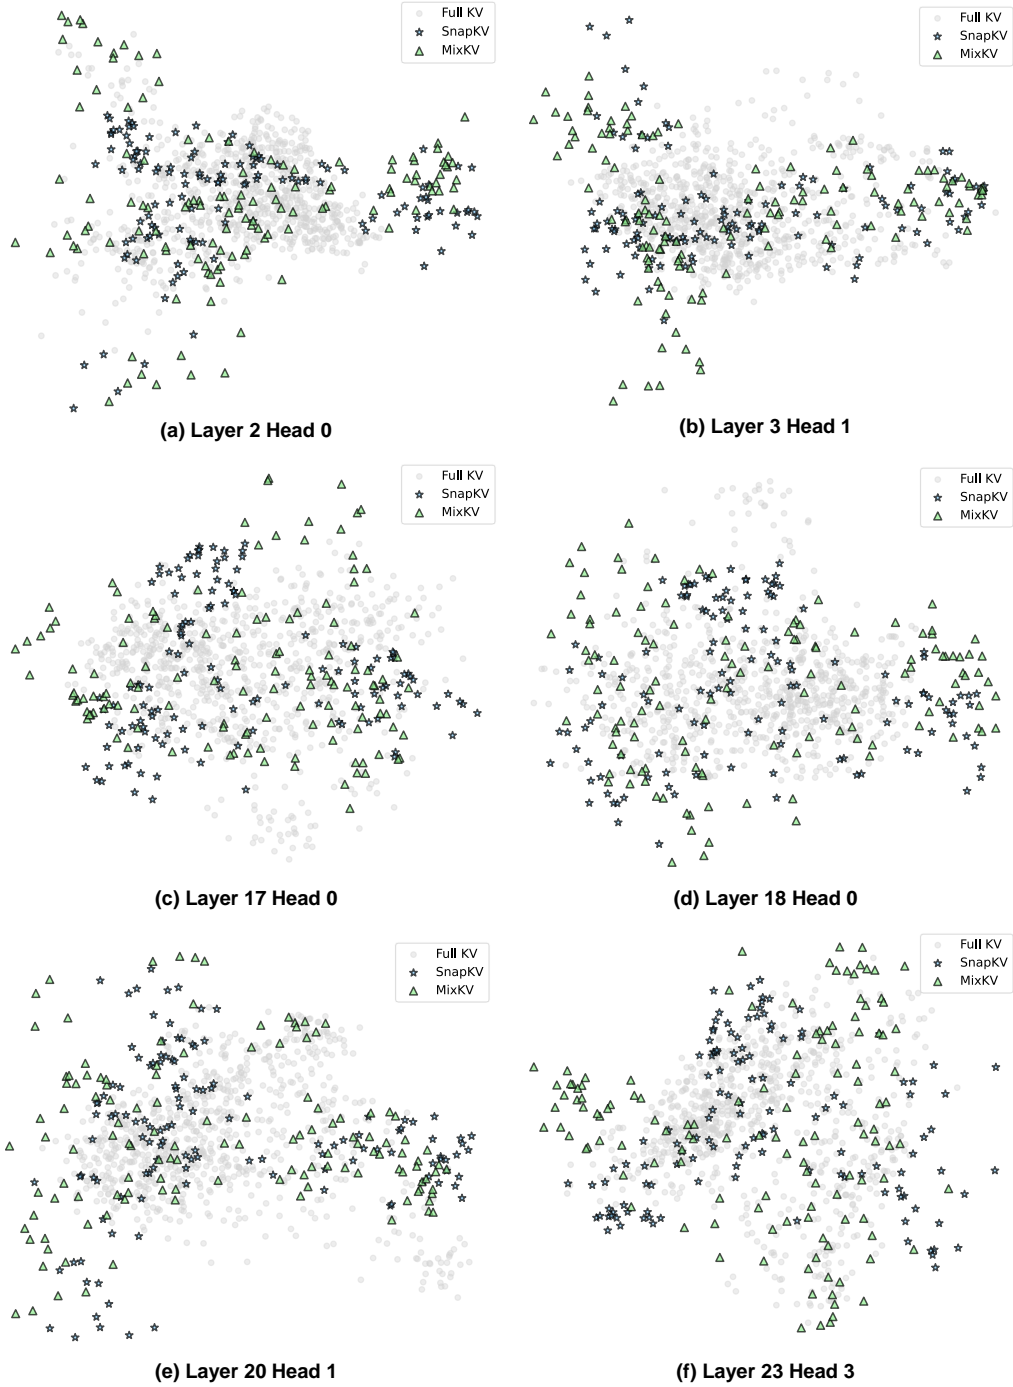 Full KV
SnapKV
MixKV
Full KV
SnapKV
MixKV
(a) Layer 2 Head 0
(b) Layer 3 Head 1
Full KV
SnapKV
MixKV
Full KV
SnapKV
MixKV
(c) Layer 17 Head 0
(d) Layer 18 Head 0
Full KV
SnapKV
MixKV
Full KV
SnapKV
MixKV
(e) Layer 20 Head 1
(f) Layer 23 Head 3